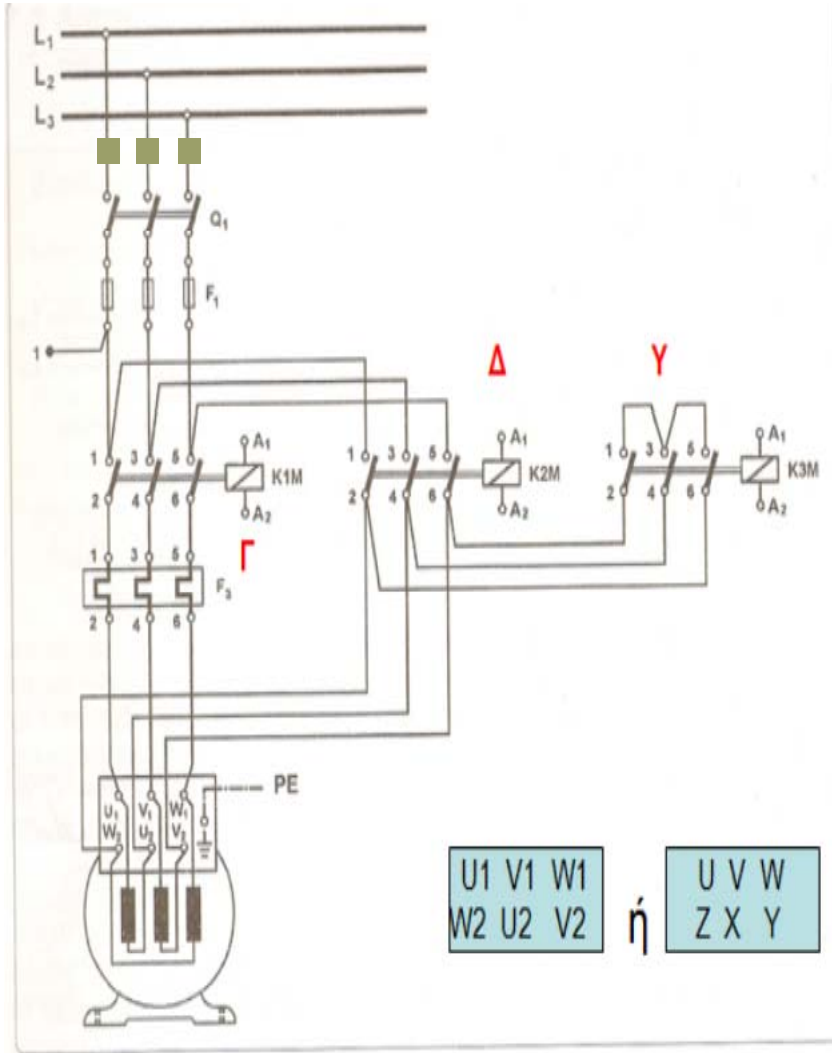 L1
L2
L3
Q1
F1
1
Δ Υ
1 3 5 A1 K1M
2 4 6 A2
1 3 5 A1 K2M
2 4 6 A2
1 3 5 A1 K3M
2 4 6 A2
Γ
1 3 5
F3
2 4 6
PE
U1 V1 W1
W2 U2 V2
U1 V1 W1
W2 U2 V2
ή
U V W
Z X Y